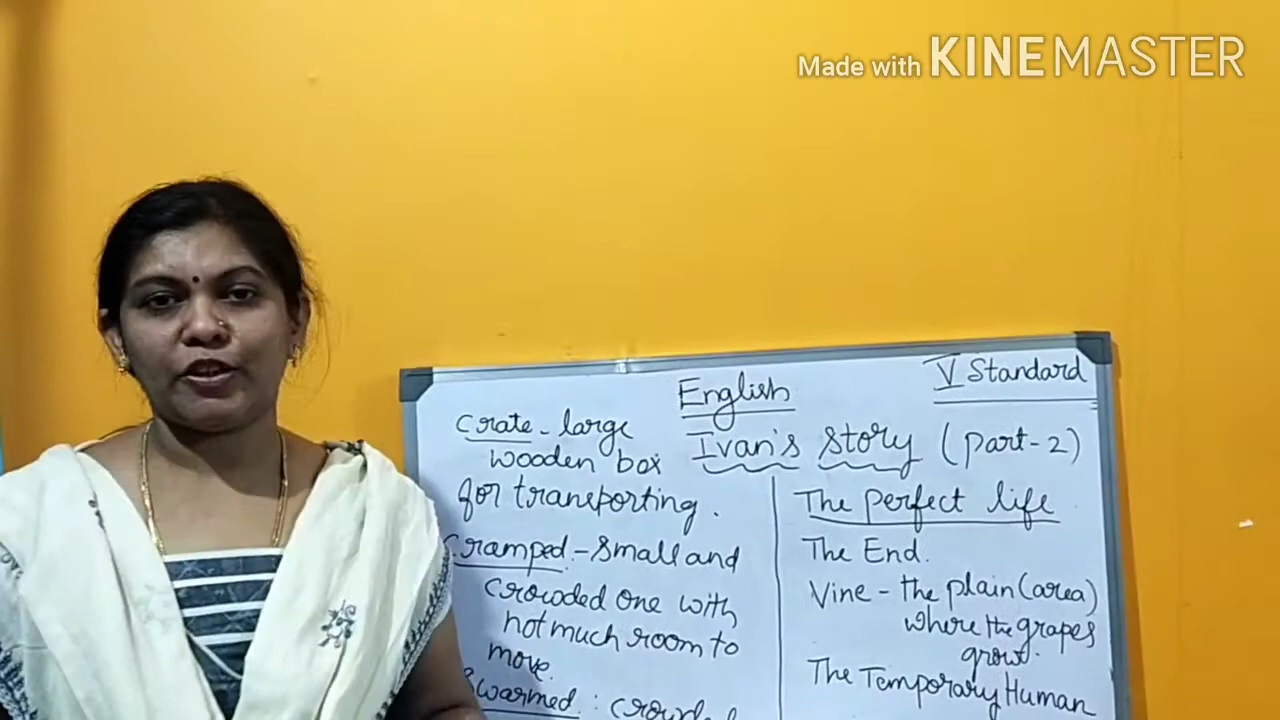 Made with KINEMASTER
V Standard
English
Ivan's Story (part-2)
Crate - large
wooden box
for transporting.
Cramped - Small and
crowded one with
not much room to
move.
Swarmed : crowded
The perfect life
The End.
Vine - the plain (area)
where the grapes
grow.
The Temporary Human